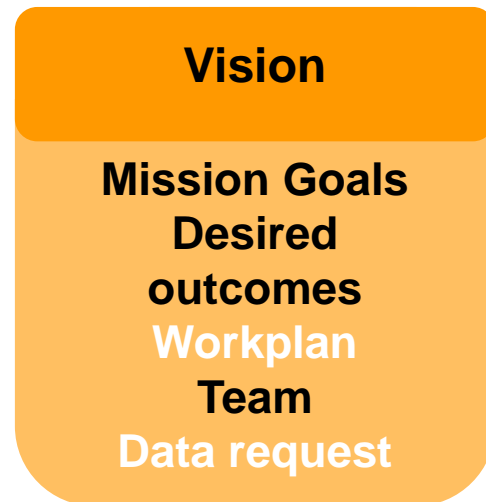 Vision
Mission Goals
Desired
outcomes
Workplan
Team
Data request